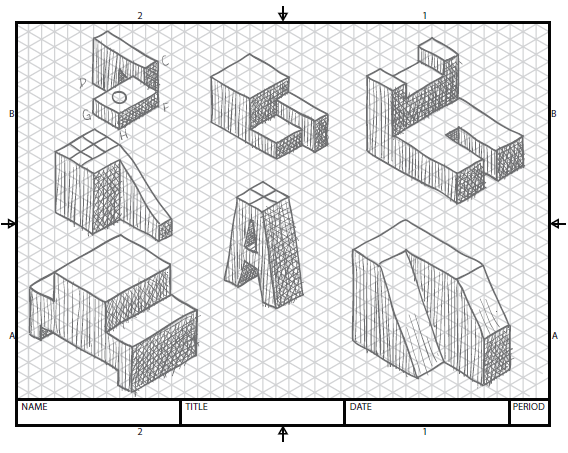 2 1
C
D
B B
G F
H
A A
NAME TITLE DATE PERIOD
2 1